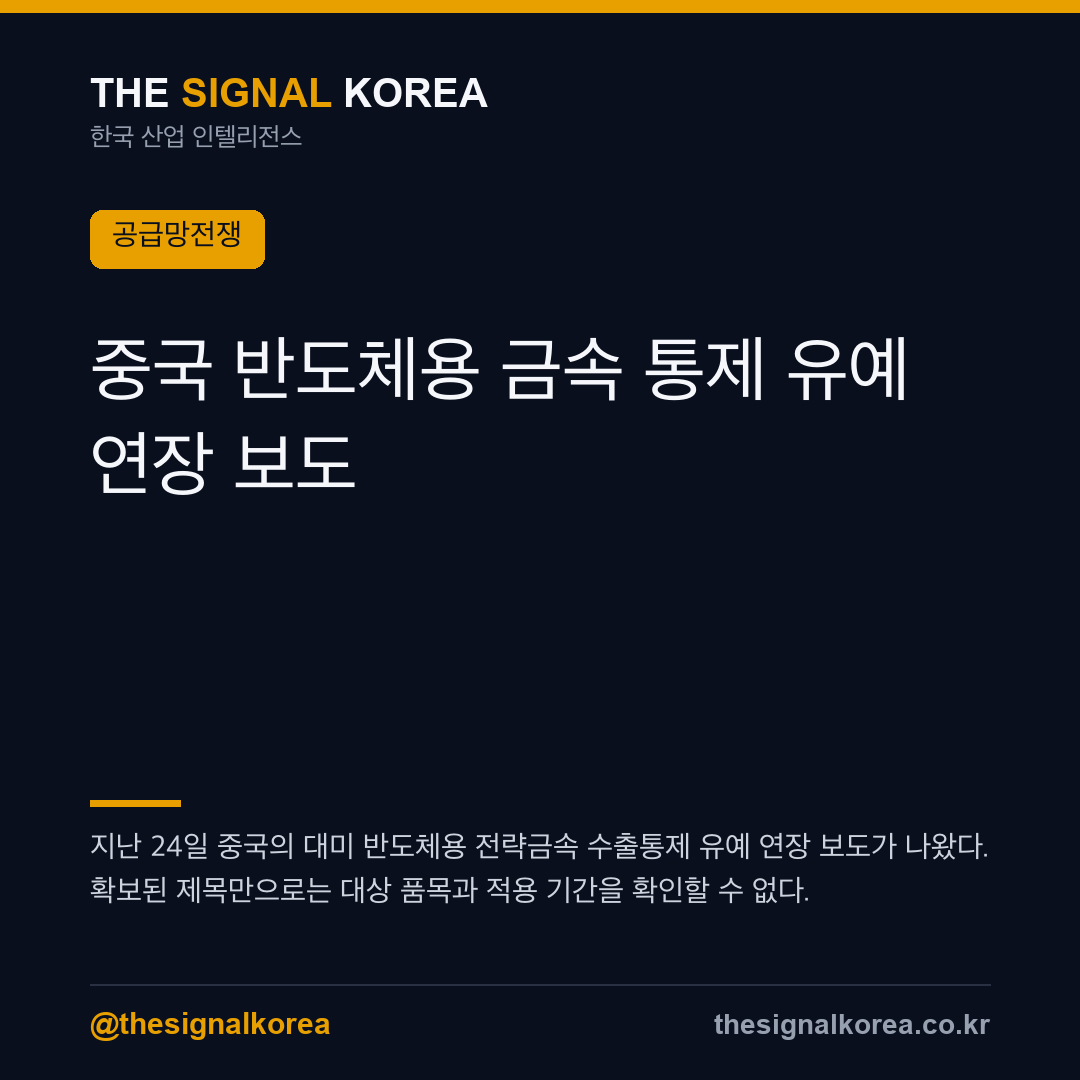 THE SIGNAL KOREA
한국 산업 인텔리전스
공급망전쟁
중국 반도체용 금속 통제 유예
연장 보도
지난 24일 중국의 대미 반도체용 전략금속 수출통제 유예 연장 보도가 나왔다.
확보된 제목만으로는 대상 품목과 적용 기간을 확인할 수 없다.
@thesignalkorea
thesignalkorea.co.kr